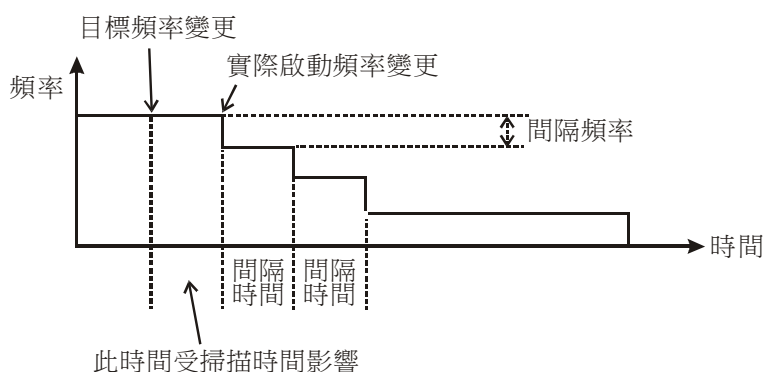 目標頻率變更
實際啟動頻率變更
頻率
間隔頻率
時間
間隔
時間
間隔
時間
此時間受掃描時間影響